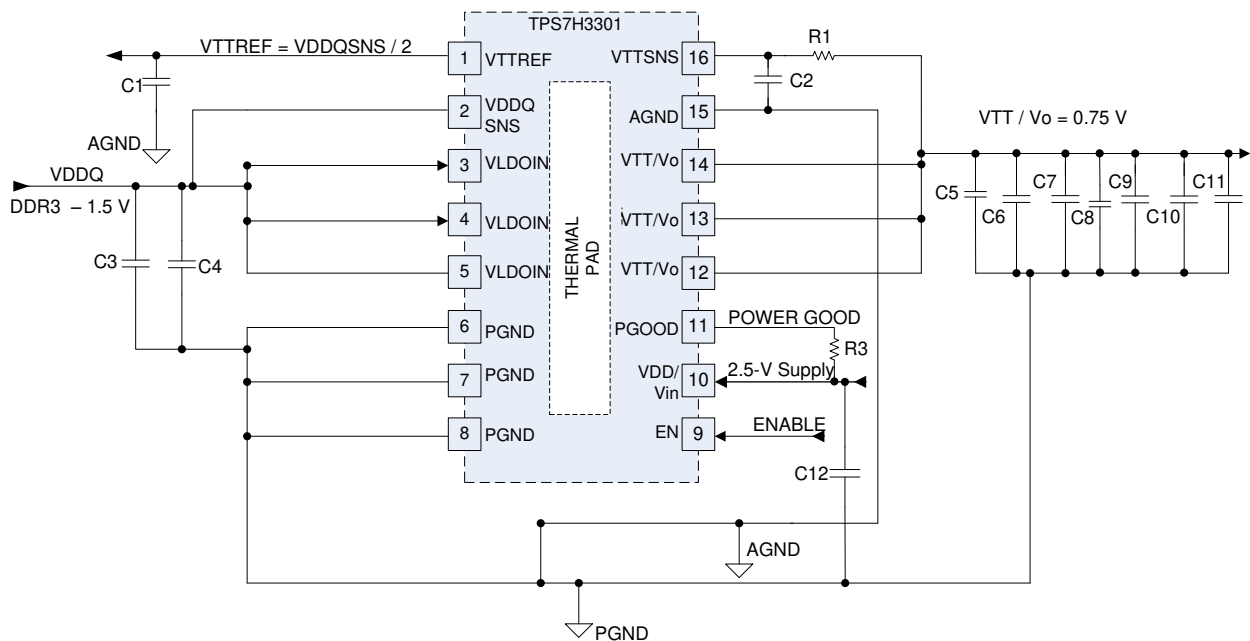 TPS7H3301
VTTREF = VDDQSNS / 2
1
VTTREF
C1
AGND
2
VDDQ
SNS
3
VLDOIN
VDDQ
DDR3 – 1.5 V
4
VLDOIN
C3
C4
5
VLDOIN
6
PGND
7
PGND
8
PGND
THERMAL
PAD
VTTSNS
16
R1
C2
AGND
15
VTT / Vo = 0.75 V
VTT/Vo
14
VTT/Vo
13
VTT/Vo
12
C5
C6
C7
C8
C9
C10
C11
PGOOD
11
POWER GOOD
R3
VDD/
Vin
10
2.5-V Supply
EN
9
ENABLE
C12
AGND
PGND